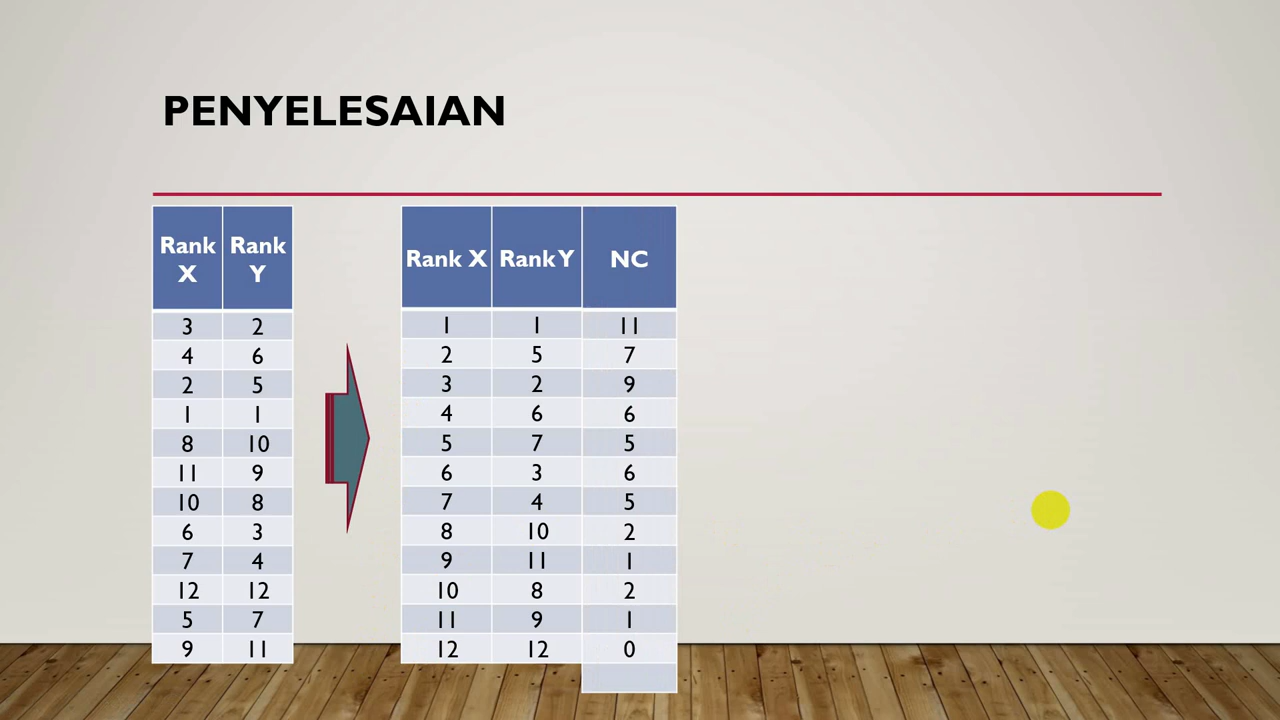 PENYELESAIAN
Rank X Rank Y
3 2
4 6
2 5
1 1
8 10
11 9
10 8
6 3
7 4
12 12
5 7
9 11
Rank X Rank Y NC
1 1 11
2 5 7
3 2 9
4 6 6
5 7 5
6 3 6
7 4 5
8 10 2
9 11 1
10 8 2
11 9 1
12 12 0